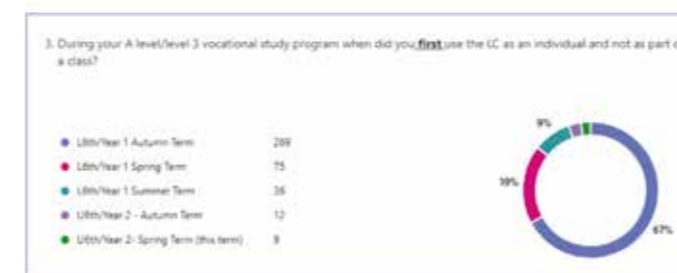 3. During your A level/level 3 vocational study program when did you first use the LC as an individual and not as part
a class?
L6th/Year 1 Autumn Term 269
L6th/Year 1 Spring Term 75
L6th/Year 1 Summer Term
U6th/Year 2 - Autumn Term 12
U6th/Year 2- Spring Term (this term) 9
9%
19%
67%